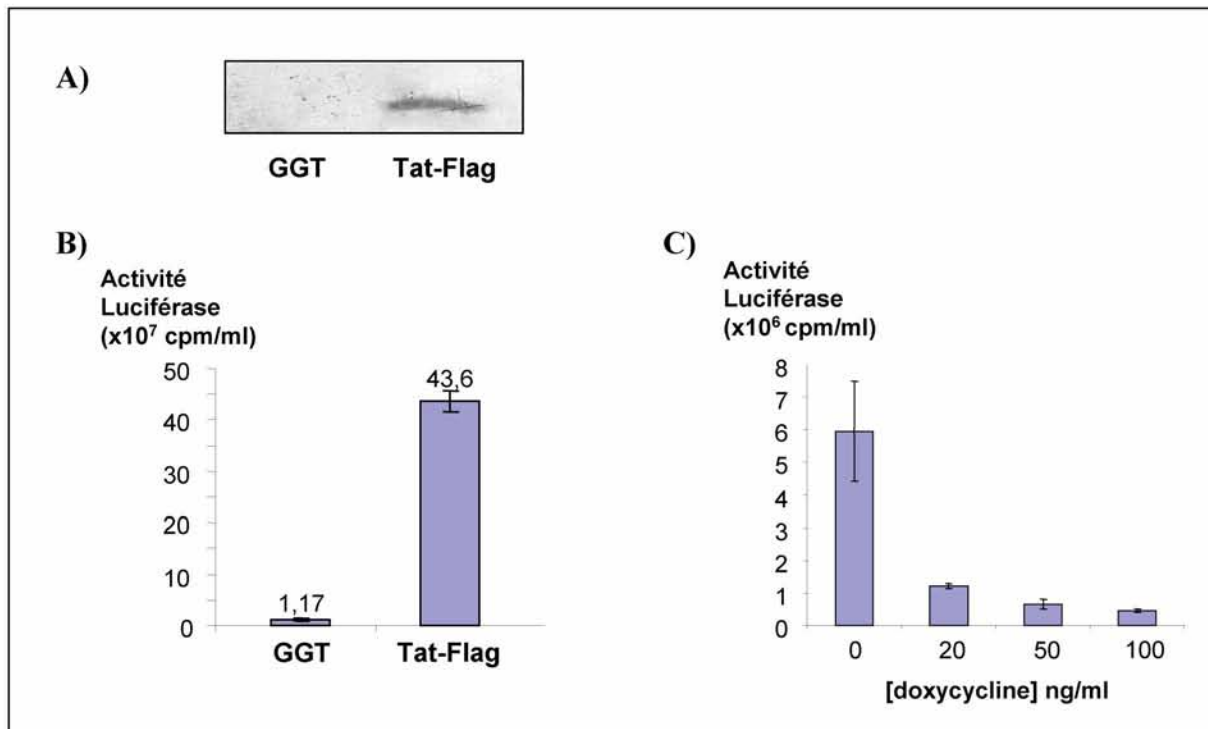 A)
GGT Tat-Flag
B)
Activité
Luciférase
(x10⁷ cpm/ml)
50
40
30
20
10
0
1,17
43,6
GGT Tat-Flag
C)
Activité
Luciférase
(x10⁶ cpm/ml)
8
7
6
5
4
3
2
1
0
0 20 50 100
[doxycycline] ng/ml